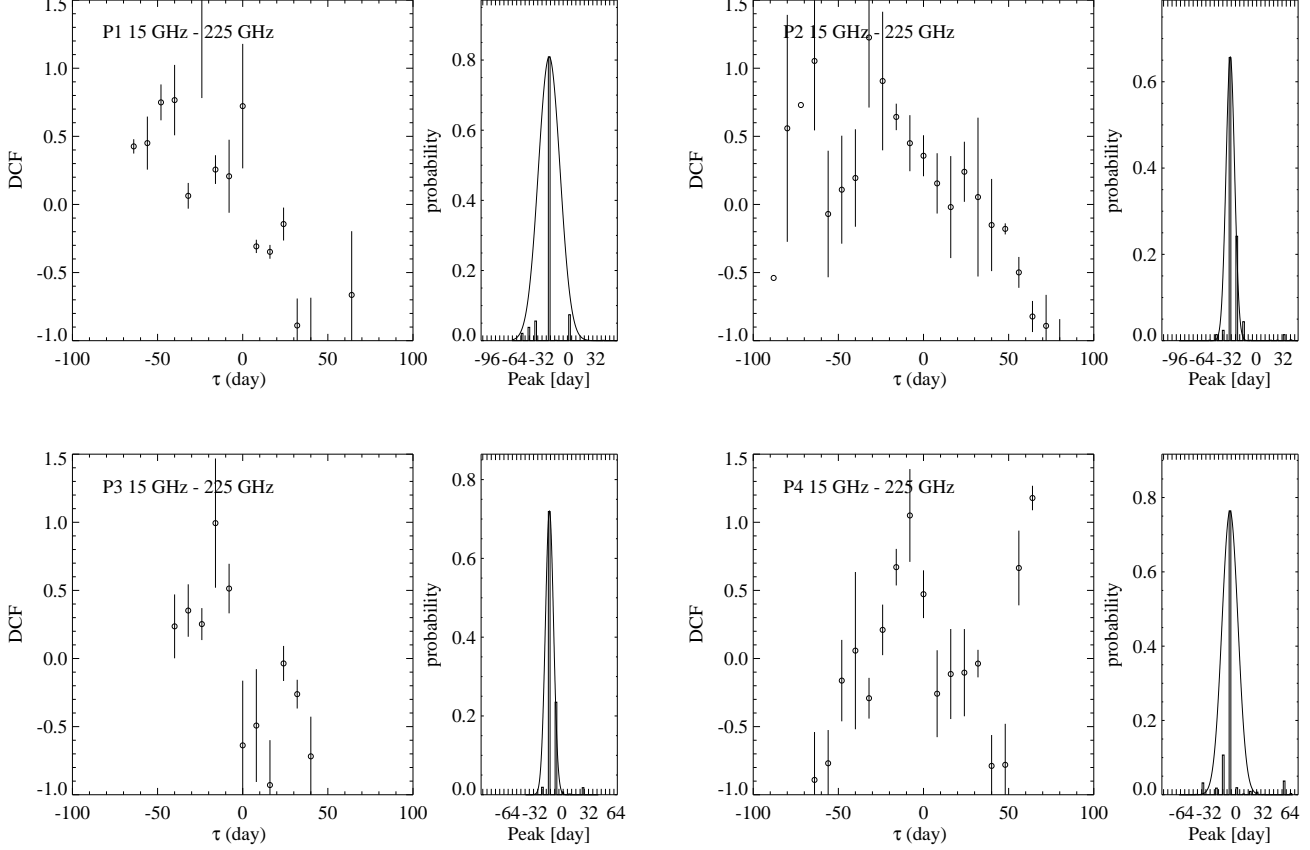 P1 15 GHz - 225 GHz
1.5
1.0
0.5
0.0
-0.5
-1.0
DCF
-100 -50 0 50 100
τ (day)
0.8
0.6
0.4
0.2
0.0
probability
-96-64-32 0 32
Peak [day]
P2 15 GHz - 225 GHz
1.5
1.0
0.5
0.0
-0.5
-1.0
DCF
-100 -50 0 50 100
τ (day)
0.6
0.4
0.2
0.0
probability
-96-64-32 0 32
Peak [day]
P3 15 GHz - 225 GHz
1.5
1.0
0.5
0.0
-0.5
-1.0
DCF
-100 -50 0 50 100
τ (day)
0.8
0.6
0.4
0.2
0.0
probability
-64-32 0 32 64
Peak [day]
P4 15 GHz - 225 GHz
1.5
1.0
0.5
0.0
-0.5
-1.0
DCF
-100 -50 0 50 100
τ (day)
0.8
0.6
0.4
0.2
0.0
probability
-64-32 0 32 64
Peak [day]